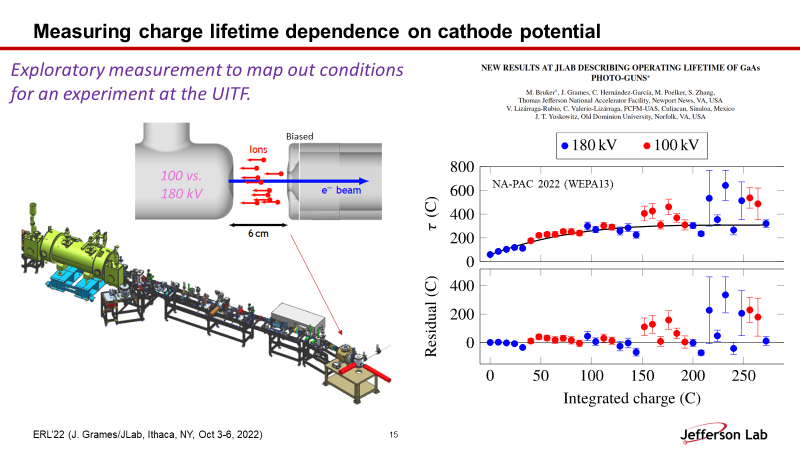 Measuring charge lifetime dependence on cathode potential
Exploratory measurement to map out conditions
for an experiment at the UITF.
NEW RESULTS AT JLAB DESCRIBING OPERATING LIFETIME OF GaAs
PHOTO-GUNS*
M. Bruker†, J. Grames, C. Hernández-García, M. Poelker, S. Zhang,
Thomas Jefferson National Accelerator Facility, Newport News, VA, USA
V. Lizárraga-Rubio, C. Valerio-Lizárraga, FCFM-UAS, Culiacan, Sinaloa, Mexico
J. T. Yoskowitz, Old Dominion University, Norfolk, VA, USA
Biased
Ions
100 vs.
180 kV
e− beam
6 cm
180 kV 100 kV
NA-PAC 2022 (WEPA13)
800
600
400
200
0
τ (C)
400
200
0
Residual (C)
0 50 100 150 200 250
Integrated charge (C)
ERL'22 (J. Grames/JLab, Ithaca, NY, Oct 3-6, 2022)
15
Jefferson Lab